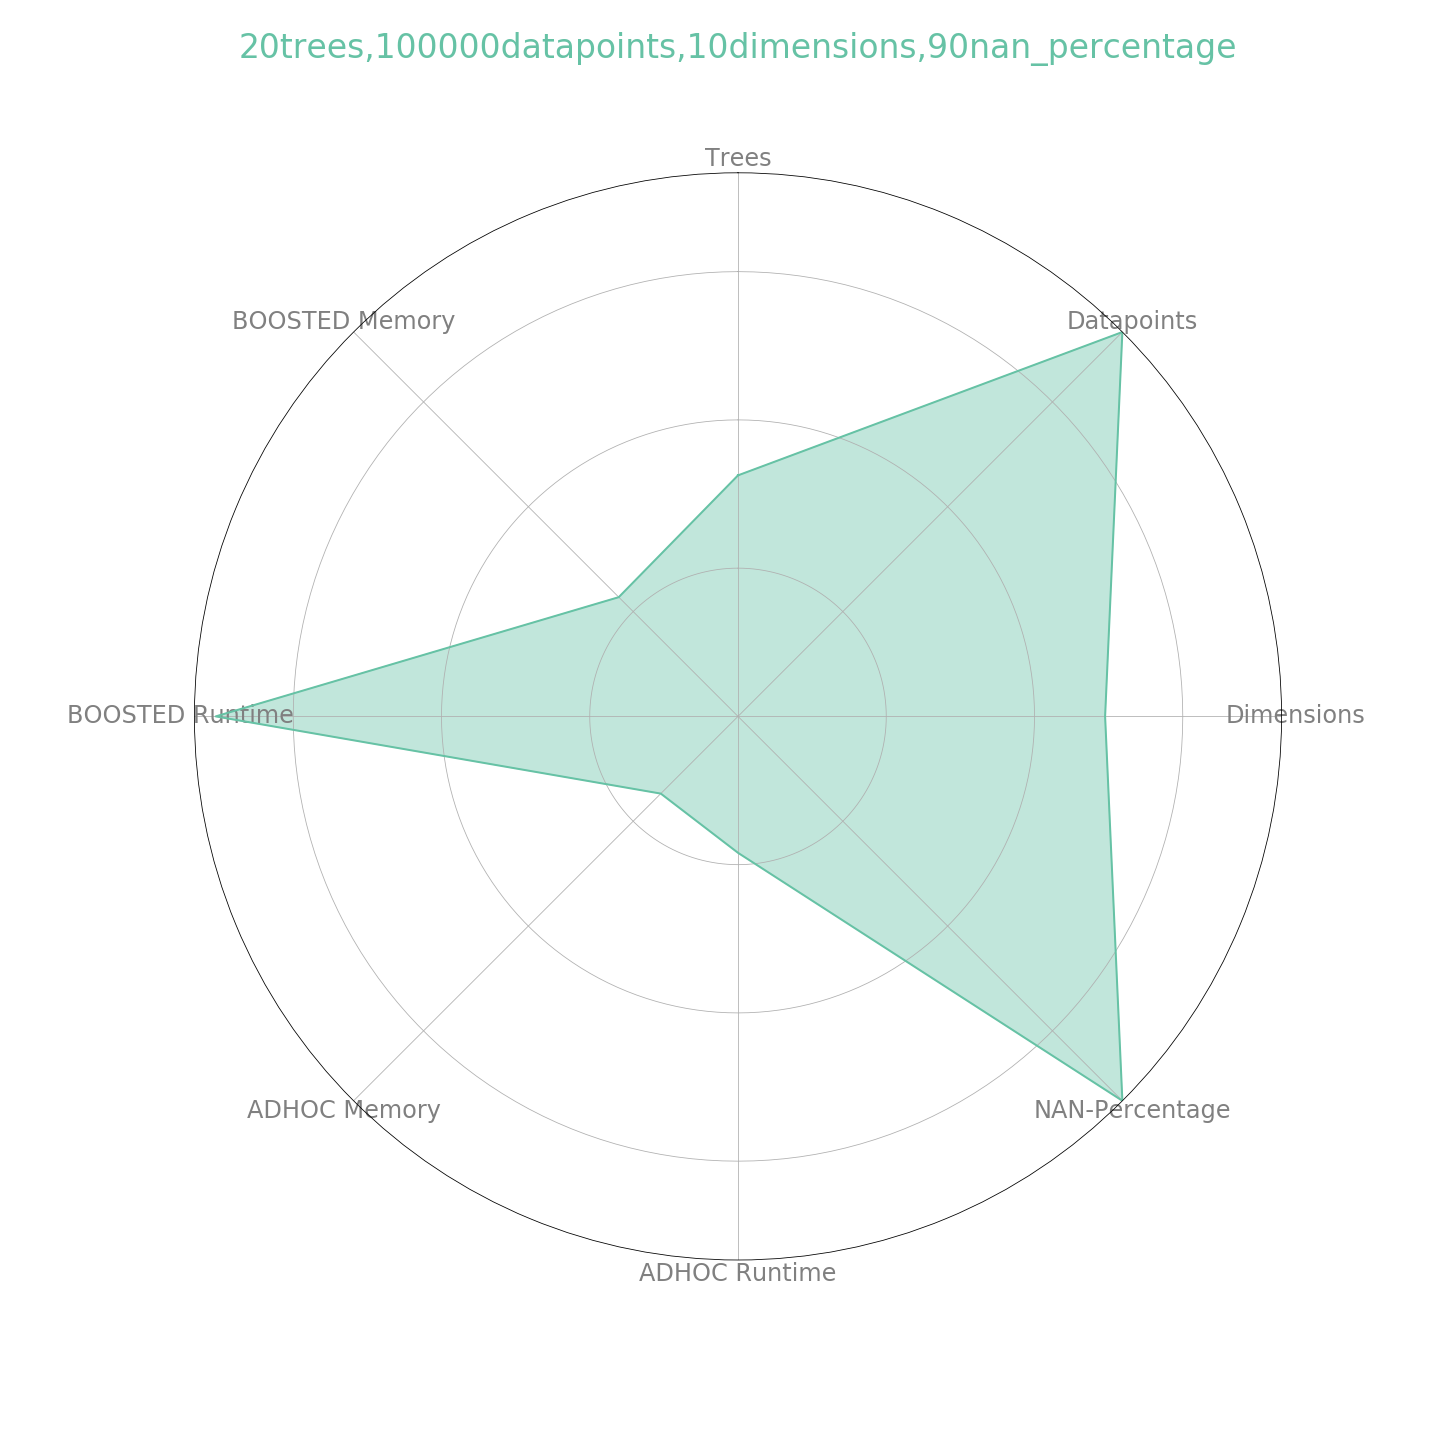 20trees,100000datapoints,10dimensions,90nan_percentage
Trees
BOOSTED Memory
Datapoints
BOOSTED Runtime
Dimensions
ADHOC Memory
NAN-Percentage
ADHOC Runtime